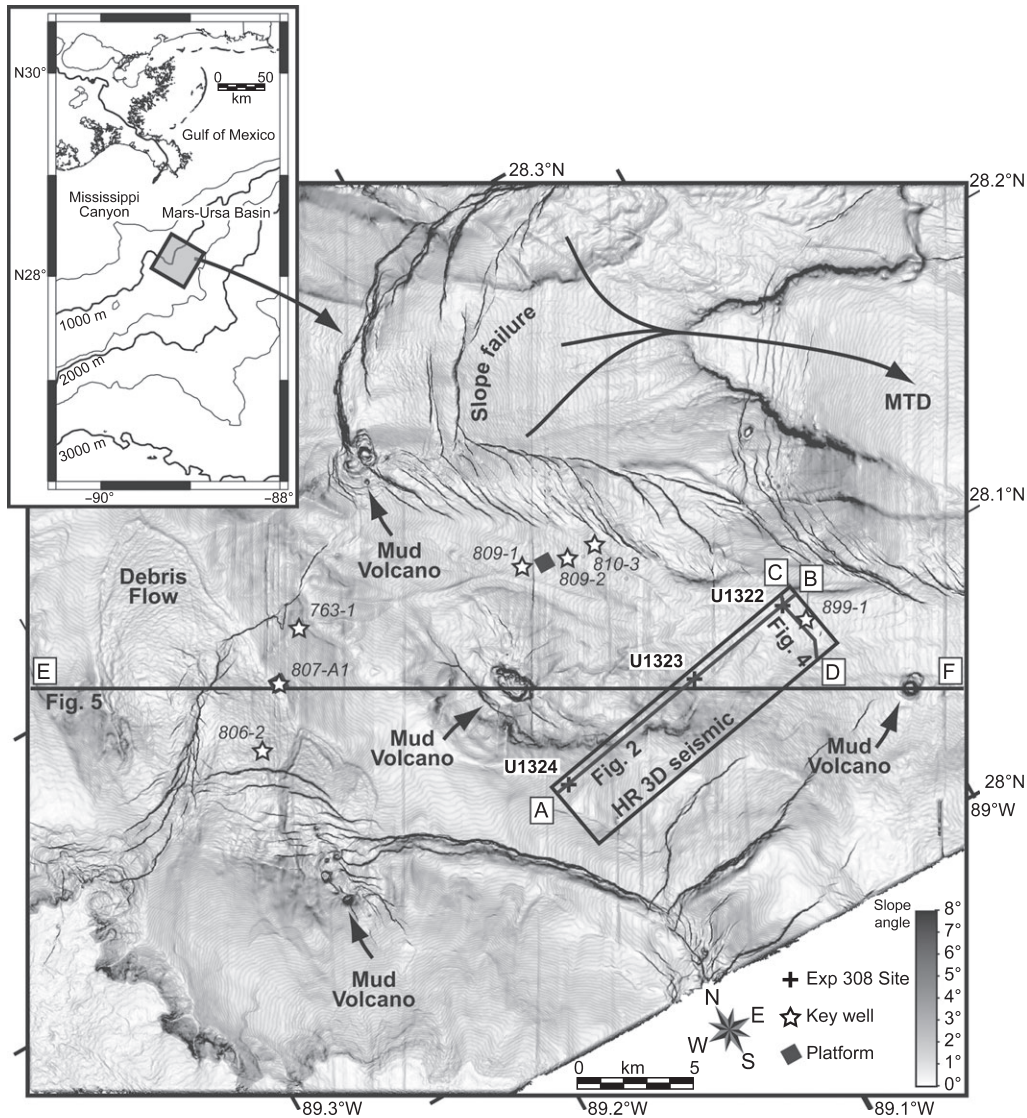 N30°
0 50
km
Gulf of Mexico
Mississippi
Canyon
Mars-Ursa Basin
N28°
1000 m
2000 m
3000 m
−90°
−88°
28.3°N
28.2°N
Slope failure
MTD
28.1°N
Mud
Volcano
809-1
809-2
810-3
Debris
Flow
763-1
C
B
U1322
899-1
Fig. 4
D
U1323
E
807-A1
F
Fig. 5
806-2
Mud
Volcano
Mud
Volcano
U1324
Fig. 2
HR 3D seismic
A
28°N
89°W
Mud
Volcano
Slope
angle
8°
7°
6°
5°
4°
3°
2°
1°
0°
Exp 308 Site
Key well
Platform
N
E
W
S
0 km 5
89.3°W
89.2°W
89.1°W